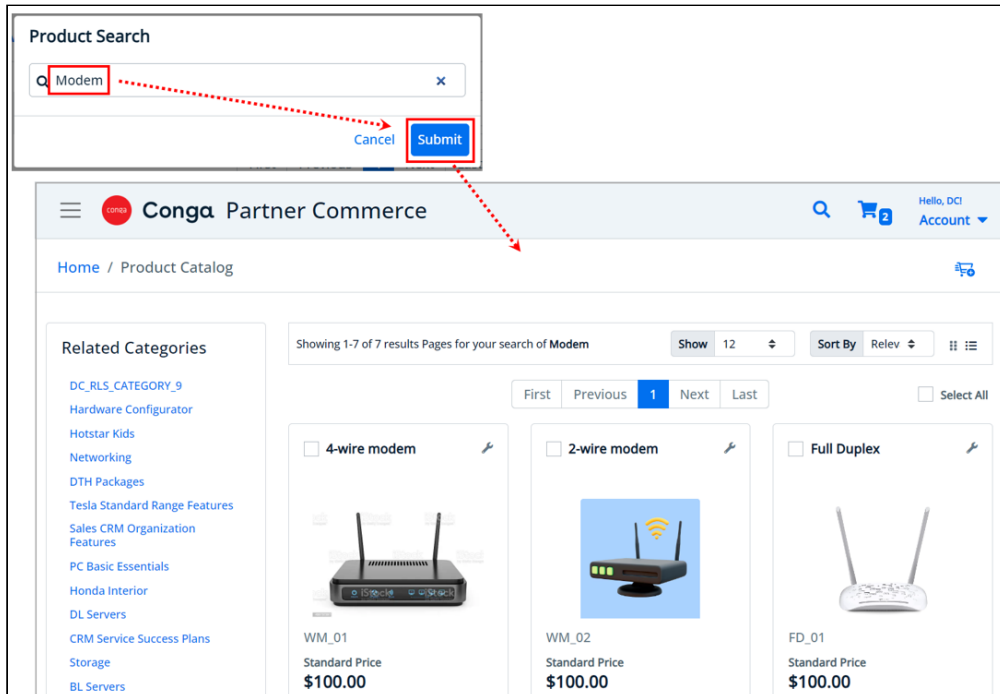 Product Search
Modem
Cancel
Submit
conga
Conga Partner Commerce
2
Hello, DC!
Account
Home / Product Catalog
Related Categories
DC_RLS_CATEGORY_9
Hardware Configurator
Hotstar Kids
Networking
DTH Packages
Tesla Standard Range Features
Sales CRM Organization
Features
PC Basic Essentials
Honda Interior
DL Servers
CRM Service Success Plans
Storage
BL Servers
Showing 1-7 of 7 results Pages for your search of Modem
Show 12
Sort By Relev
First Previous 1 Next Last
Select All
4-wire modem
iStock
iStock
WM_01
Standard Price
$100.00
2-wire modem
WM_02
Standard Price
$100.00
Full Duplex
FD_01
Standard Price
$100.00